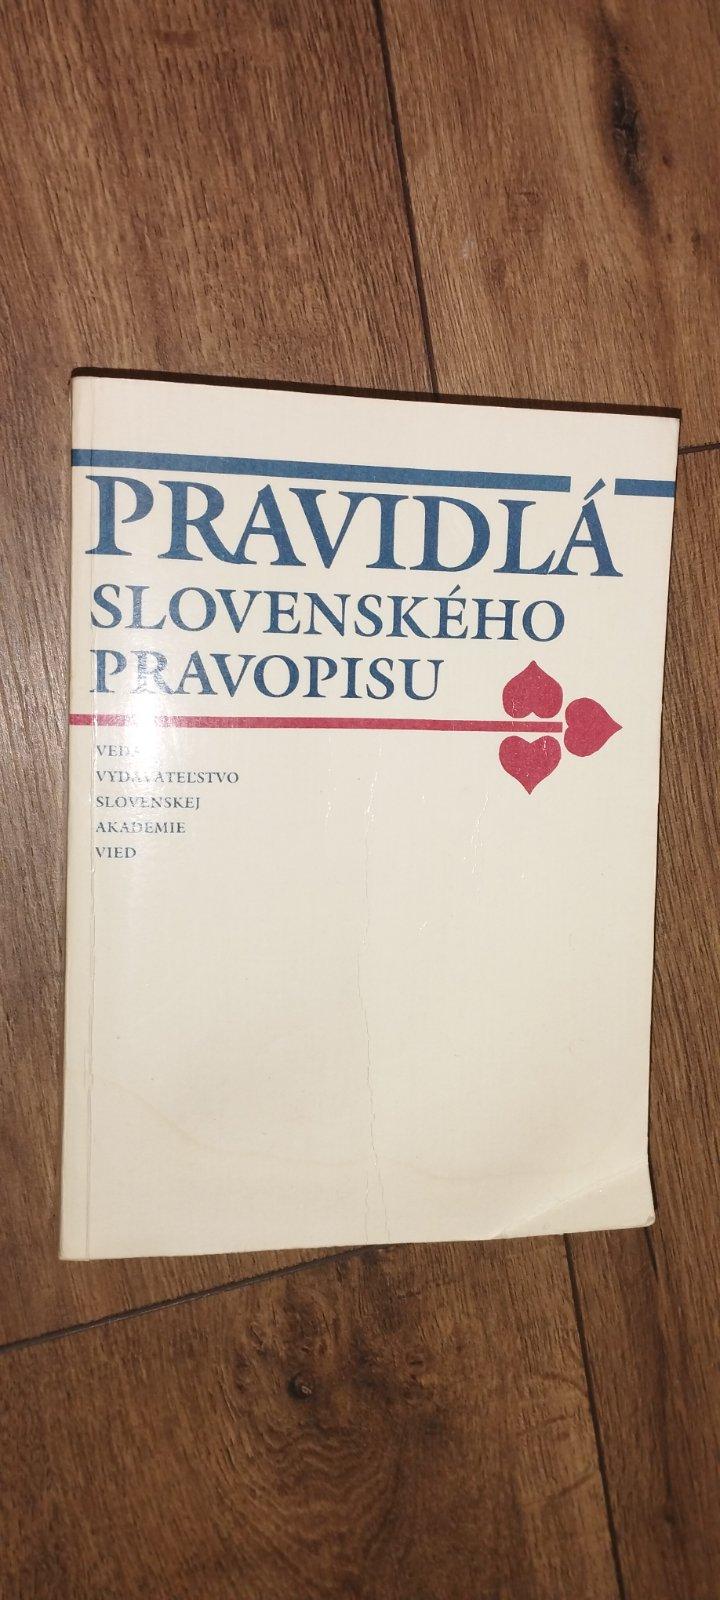 PRAVIDLÁ
SLOVENSKÉHO
PRAVOPISU
VEDA
VYDAVATEĽSTVO
SLOVENSKEJ
AKADEMIE
VIED